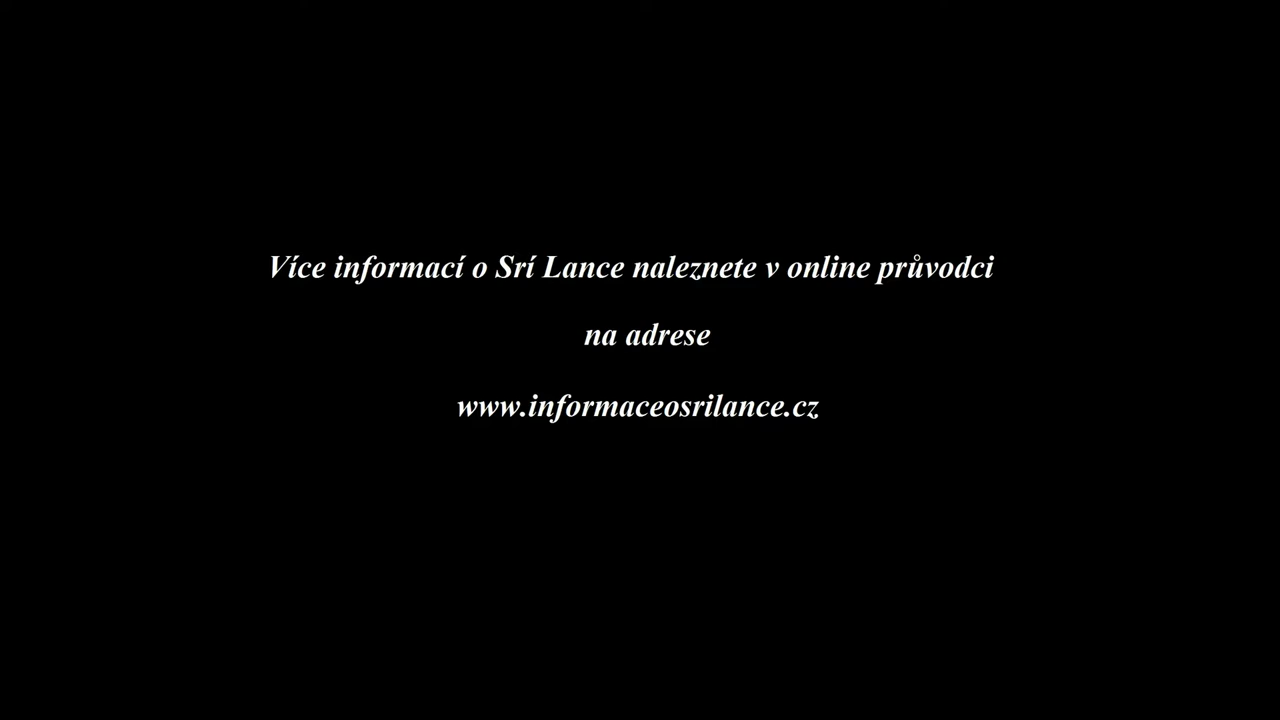 Více informací o Srí Lance naleznete v online průvodci
na adrese
www.informaceosrilance.cz